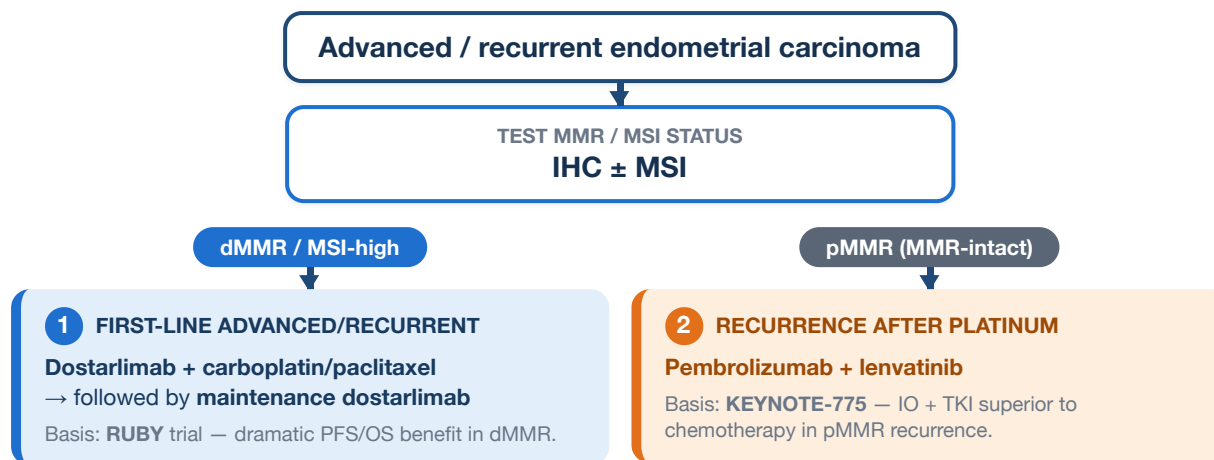 Advanced / recurrent endometrial carcinoma
TEST MMR / MSI STATUS
IHC ± MSI
dMMR / MSI-high
pMMR (MMR-intact)
1 FIRST-LINE ADVANCED/RECURRENT
Dostarlimab + carboplatin/paclitaxel
→ followed by maintenance dostarlimab
Basis: RUBY trial — dramatic PFS/OS benefit in dMMR.
2 RECURRENCE AFTER PLATINUM
Pembrolizumab + lenvatinib
Basis: KEYNOTE-775 — IO + TKI superior to
chemotherapy in pMMR recurrence.